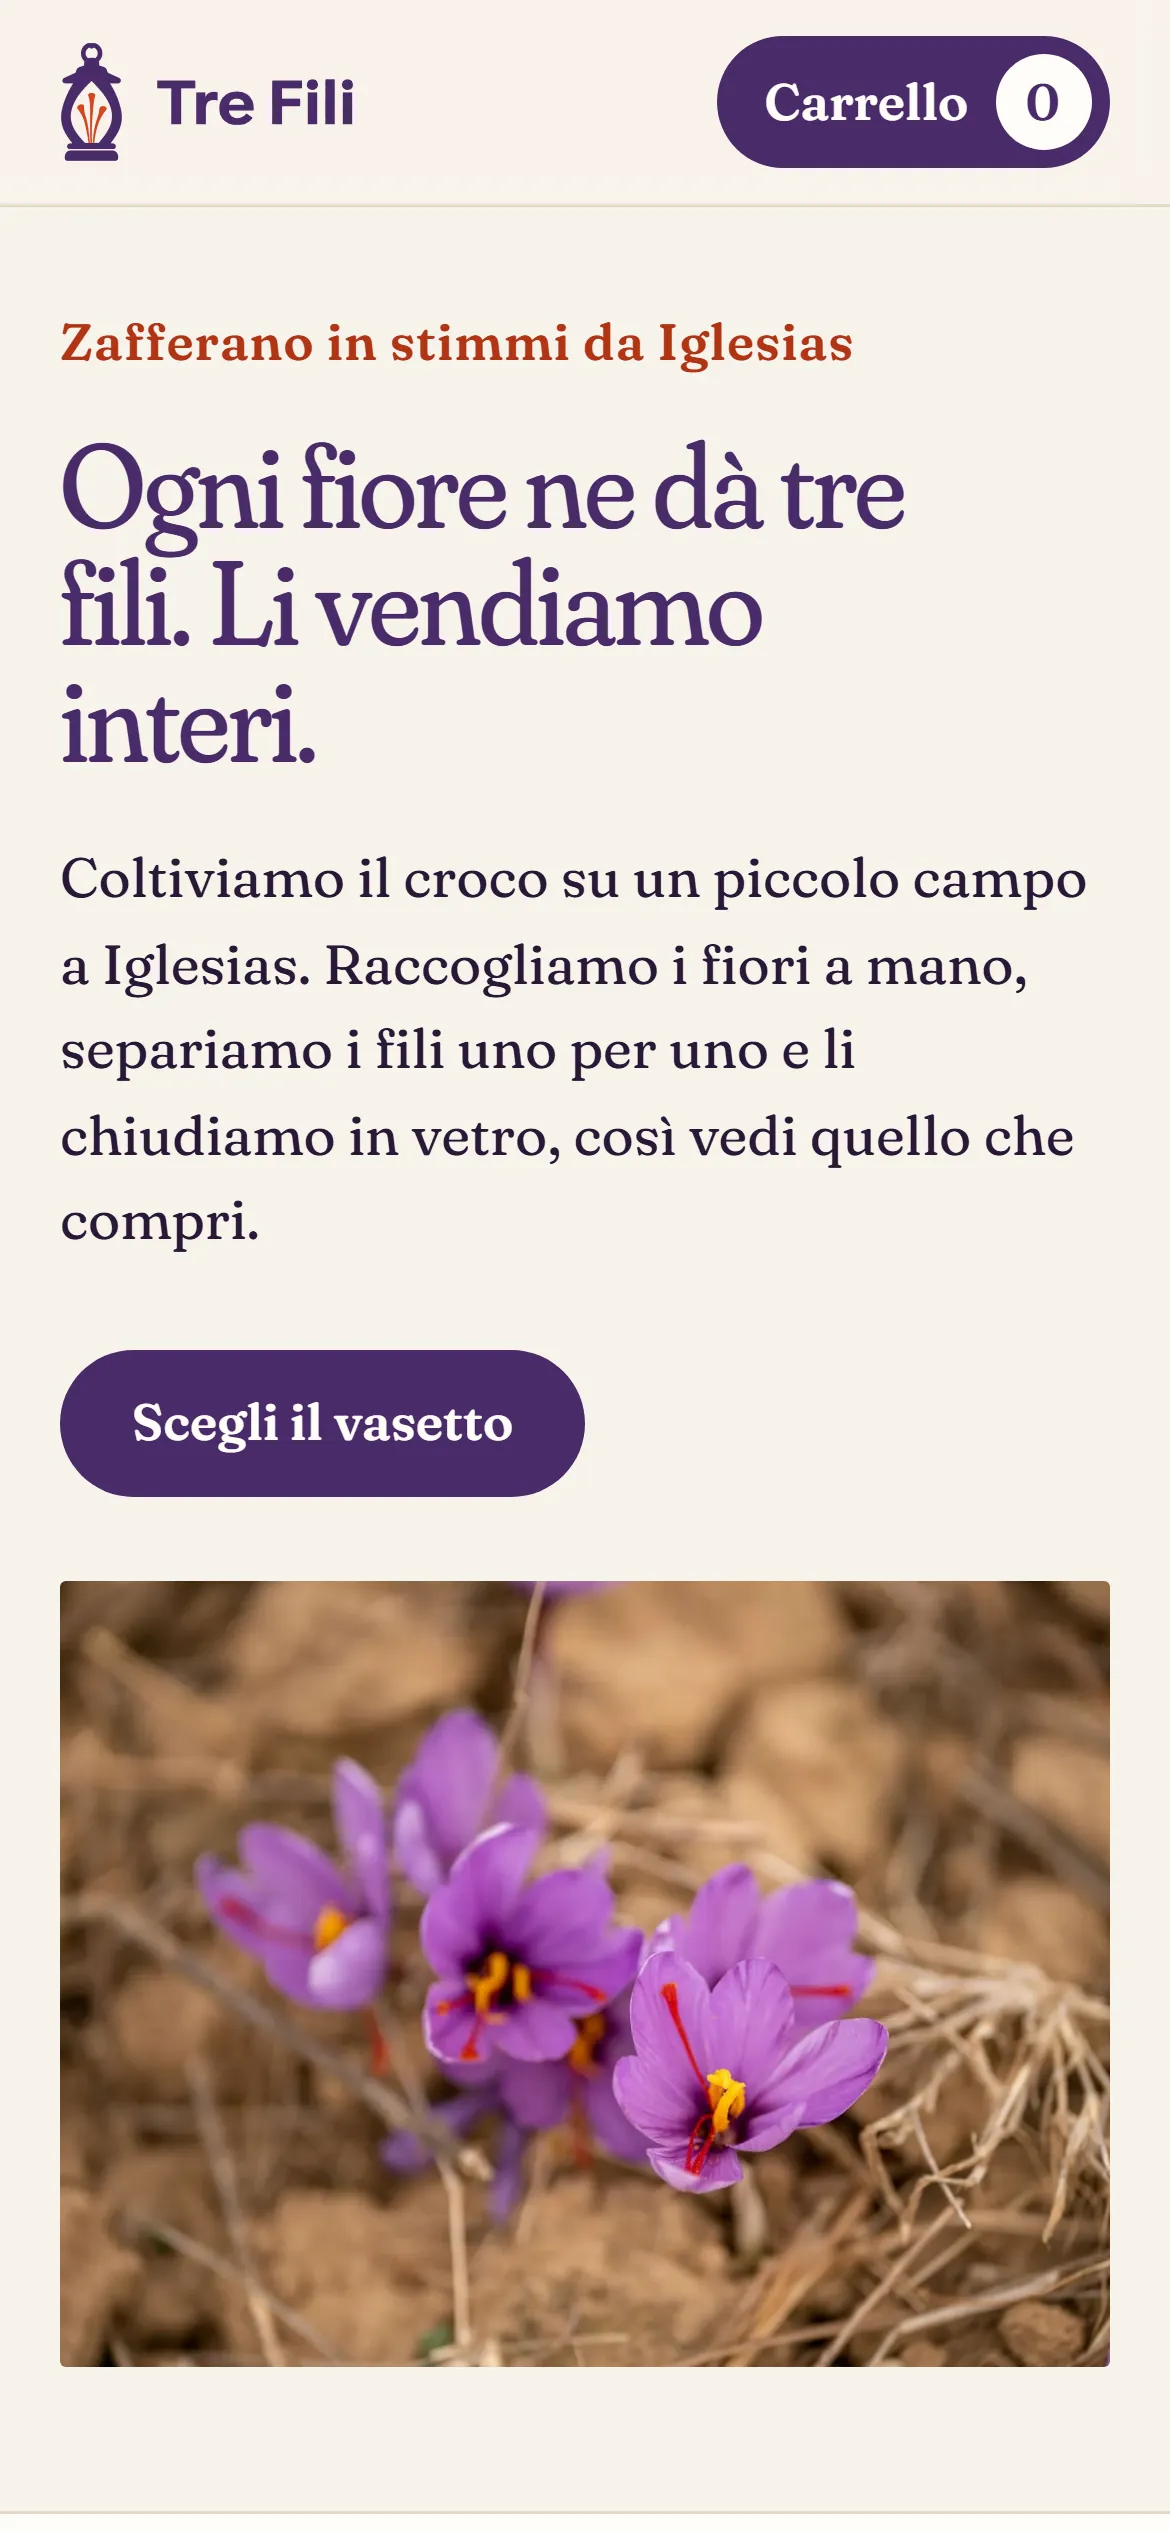 Tre Fili
Carrello 0
Zafferano in stimmi da Iglesias
Ogni fiore ne dà tre
fili. Li vendiamo
interi.
Coltiviamo il croco su un piccolo campo
a Iglesias. Raccogliamo i fiori a mano,
separiamo i fili uno per uno e li
chiudiamo in vetro, così vedi quello che
compri.
Scegli il vasetto